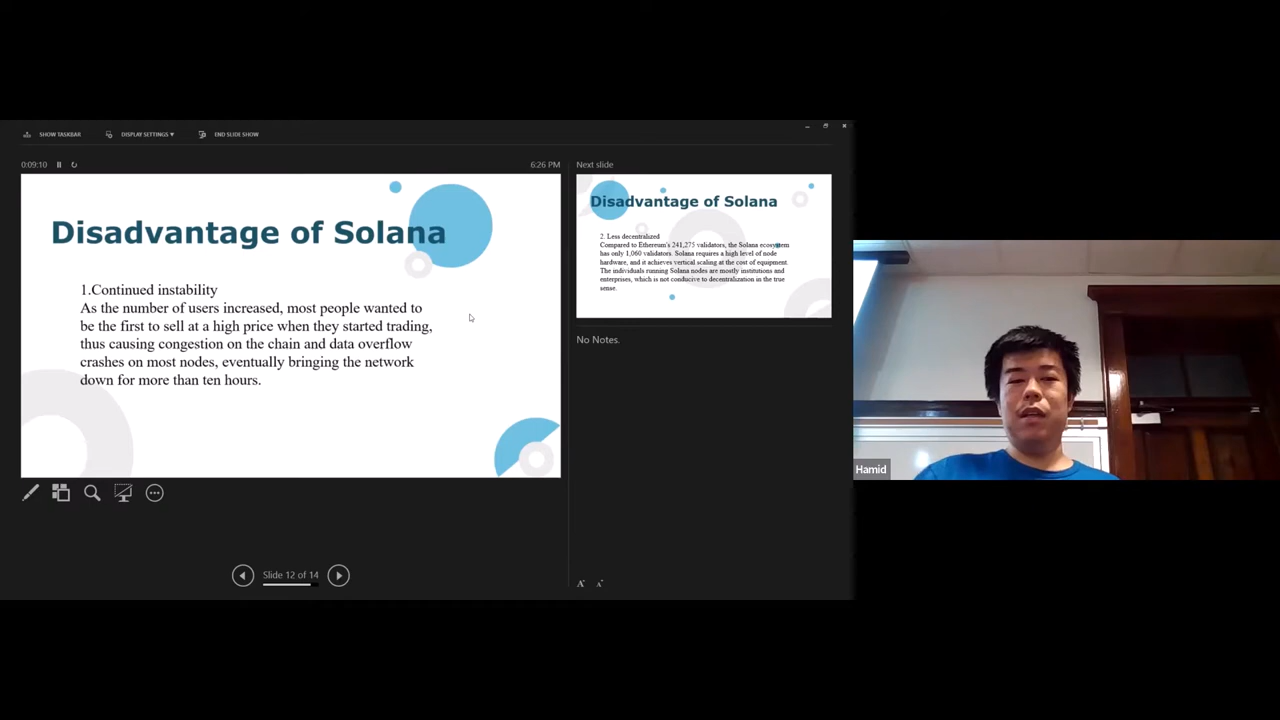 SHOW TASKBAR
DISPLAY SETTINGS ▾
END SLIDE SHOW
0:09:10
6:26 PM
Disadvantage of Solana
1.Continued instability
As the number of users increased, most people wanted to
be the first to sell at a high price when they started trading,
thus causing congestion on the chain and data overflow
crashes on most nodes, eventually bringing the network
down for more than ten hours.
Slide 12 of 14
Next slide
Disadvantage of Solana
2. Less decentralized
Compared to Ethereum's 241,275 validators, the Solana ecosystem
has only 1,060 validators. Solana requires a high level of node
hardware, and it achieves vertical scaling at the cost of equipment.
The individuals running Solana nodes are mostly institutions and
enterprises, which is not conducive to decentralization in the true
sense.
No Notes.
A A
Hamid